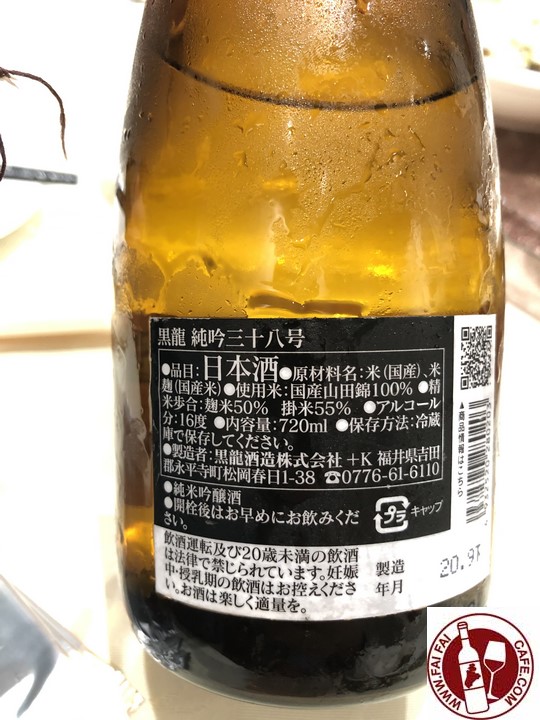 黒龍 純吟三十八号
●品目:日本酒●原材料名:米(国産)、米
麹(国産米)●使用米:国産山田錦100% ●精
米歩合:麹米50% 掛米55% ●アルコール
分:16度 ●内容量:720ml ●保存方法:冷蔵
庫で保存してください。
●製造者:黒龍酒造株式会社 +K 福井県吉田
郡永平寺町松岡春日1-38 ☎0776-61-6110
●純米吟醸酒
●開栓後はお早めにお飲みくだ
さい。
プラ
キャップ
▲商品情報はこちら
飲酒運転及び20歳未満の飲酒
は法律で禁じられています。妊娠
中・授乳期の飲酒はお控えくださ
い。お酒は楽しく適量を。
製造
年月
20.9
WWW.FAIFAI
CAFE.COM